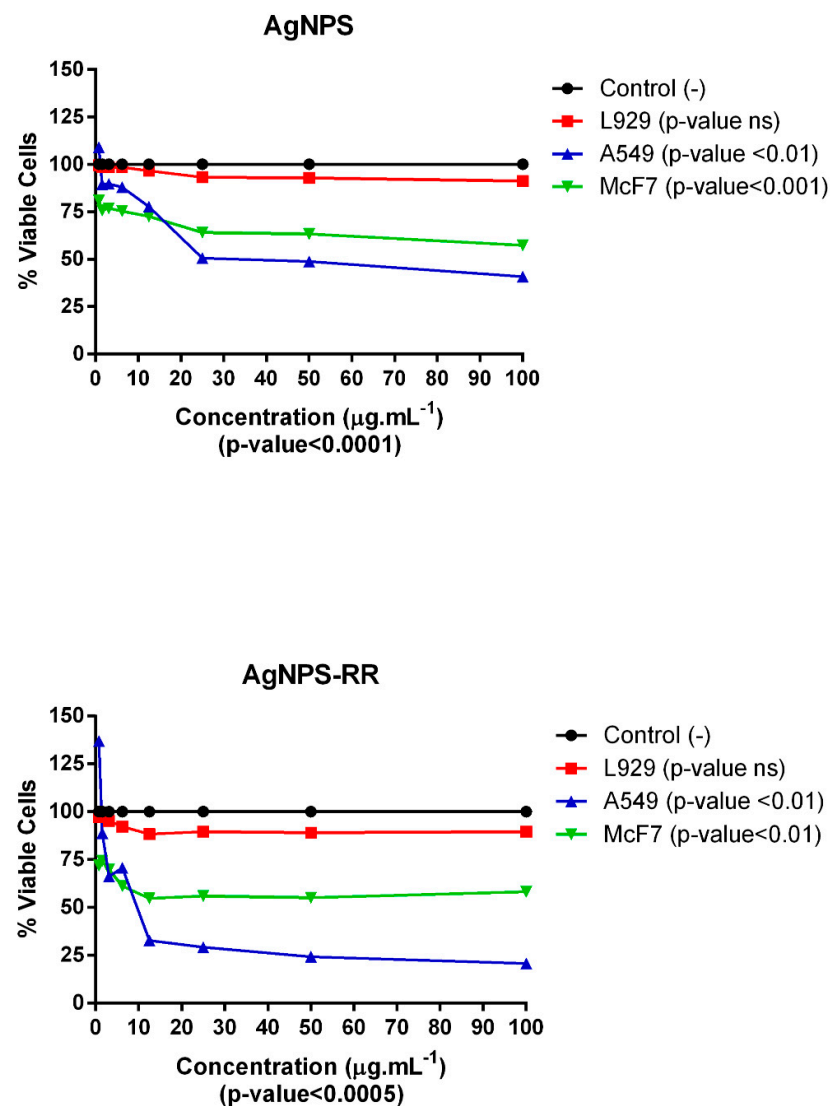 AgNPS
150
125
100
75
50
25
0
% Viable Cells
0 10 20 30 40 50 60 70 80 90 100
Concentration (μg.mL⁻¹)
(p-value<0.0001)
Control (-)
L929 (p-value ns)
A549 (p-value <0.01)
McF7 (p-value<0.001)
AgNPS-RR
150
125
100
75
50
25
0
% Viable Cells
0 10 20 30 40 50 60 70 80 90 100
Concentration (μg.mL⁻¹)
(p-value<0.0005)
Control (-)
L929 (p-value ns)
A549 (p-value <0.01)
McF7 (p-value<0.01)